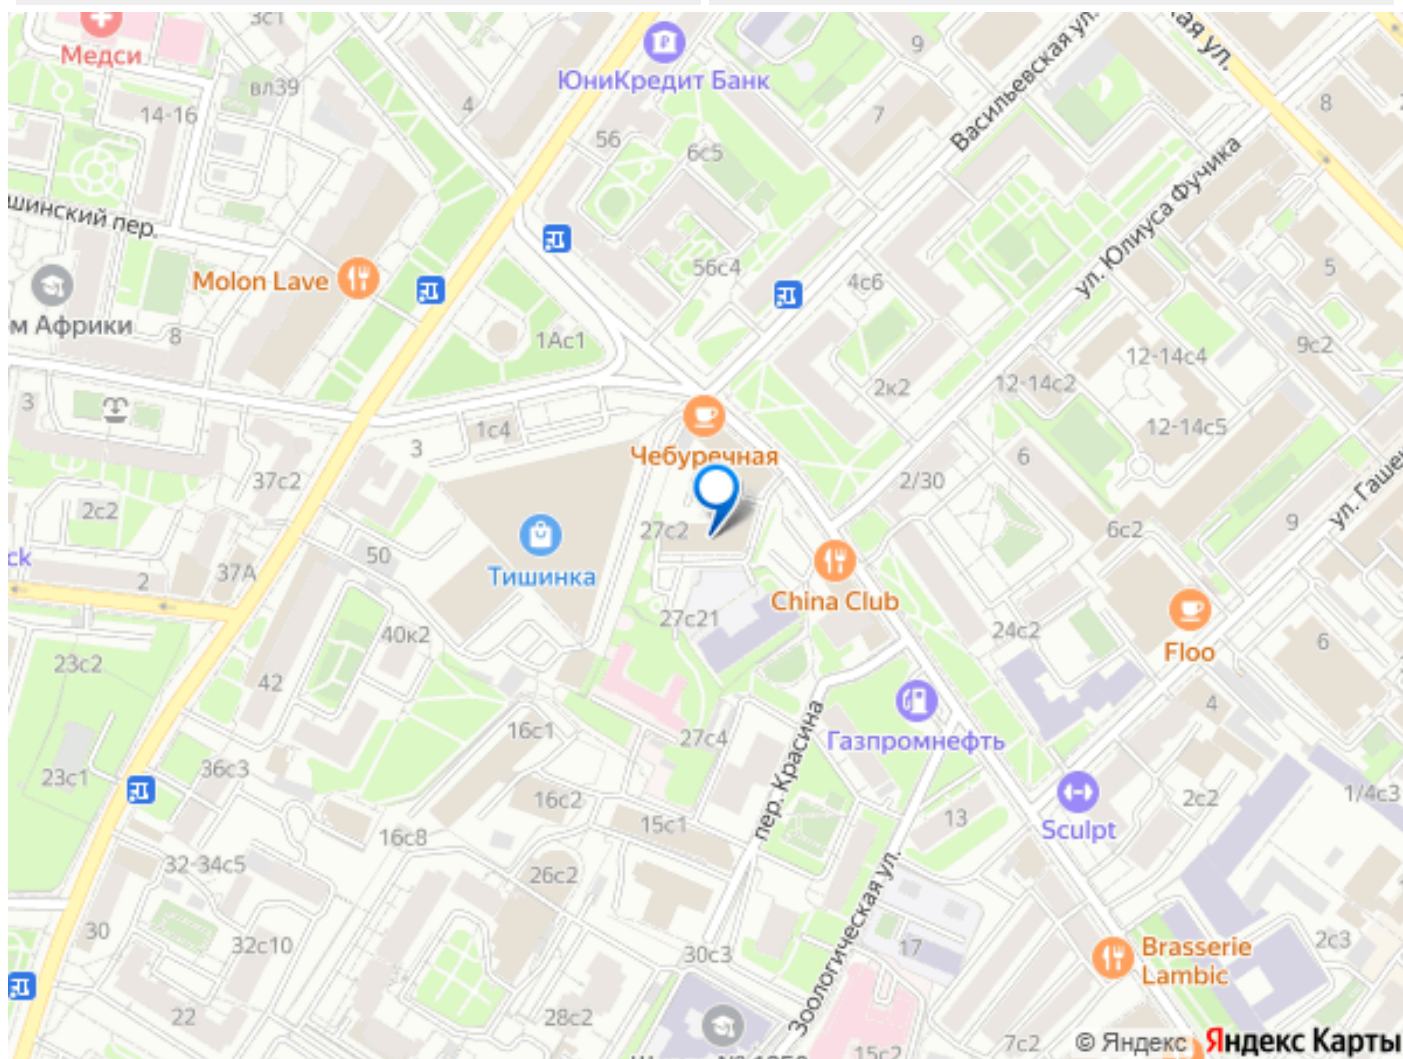 3с1
Медси
вл39
14-16
4
ЮниКредит Банк
9
кая ул.
Васильевская ул.
8
56
6с5
7
шинский пер.
ул. Юлиуса Фучика
Molon Lave
56с4
4с6
5
м Африки
8
1Ас1
9с2
12-14с4
12-14с2
2к2
3
1с4
3
Чебуречная
12-14с5
37с2
2/30
6
ул. Гаше
2с2
27с2
6с2
9
ck
50
Тишинка
37А
2
China Club
27с21
24с2
40к2
Floo
6
23с2
42
4
16с1
27с4
пер. Красина
Газпромнефть
36с3
23с1
16с2
2с2
1/4с3
15с1
13
Sculpt
16с8
32-34с5
26с2
Зоологическая ул.
30
32с10
30с3
17
Brasserie
Lambic
2с3
22
28с2
15с2
7с2
© Яндекс Яндекс Карты